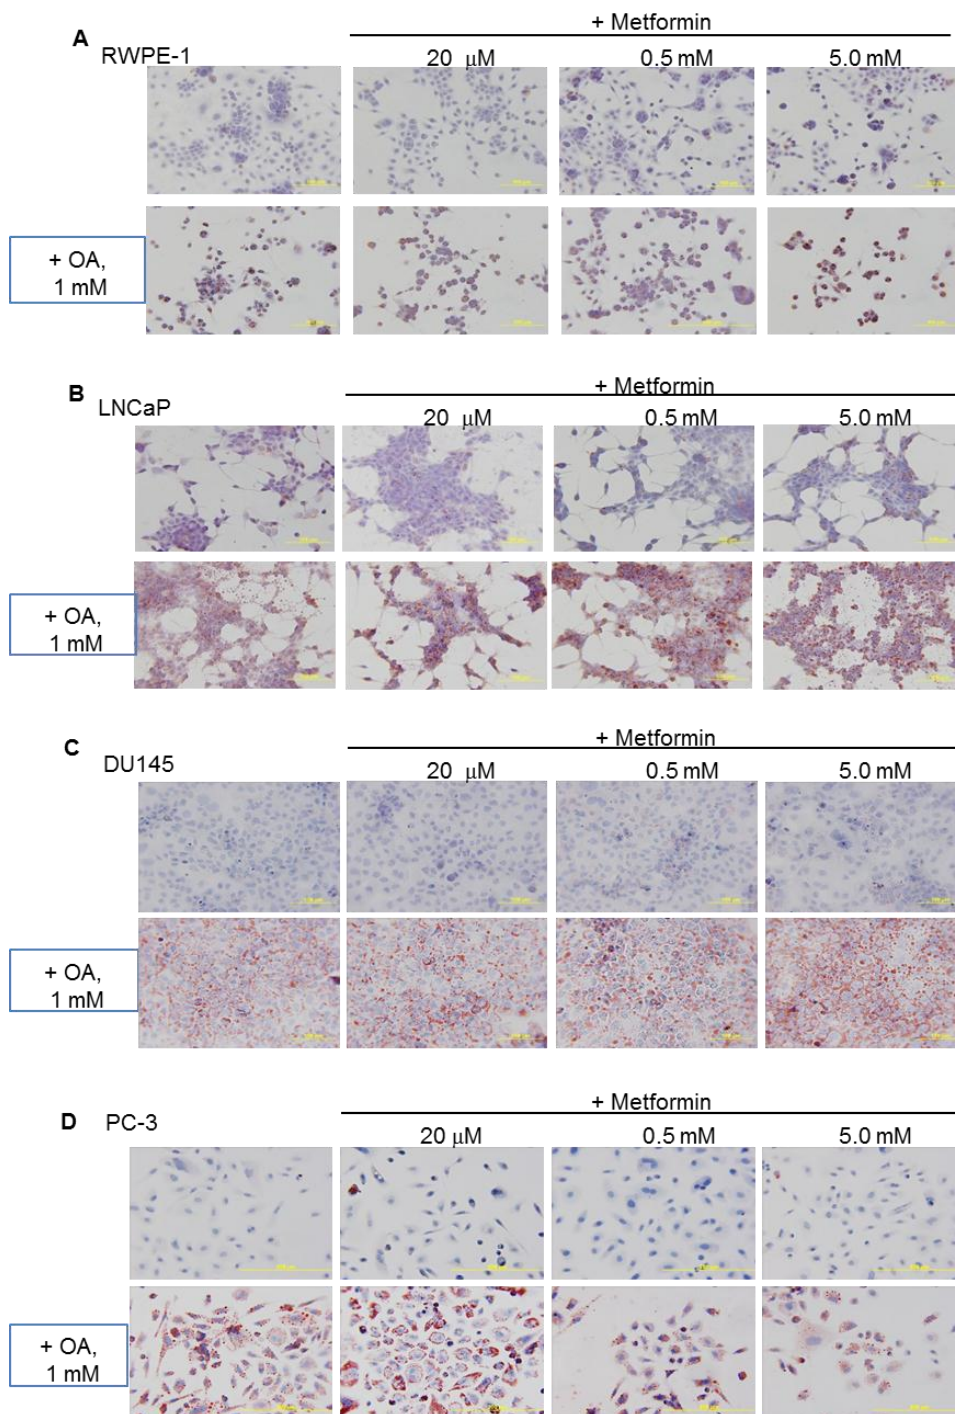 A
RWPE-1
+ Metformin
20 μM
0.5 mM
5.0 mM
+ OA,
1 mM
B
LNCaP
+ Metformin
20 μM
0.5 mM
5.0 mM
+ OA,
1 mM
C
DU145
+ Metformin
20 μM
0.5 mM
5.0 mM
+ OA,
1 mM
D
PC-3
+ Metformin
20 μM
0.5 mM
5.0 mM
+ OA,
1 mM